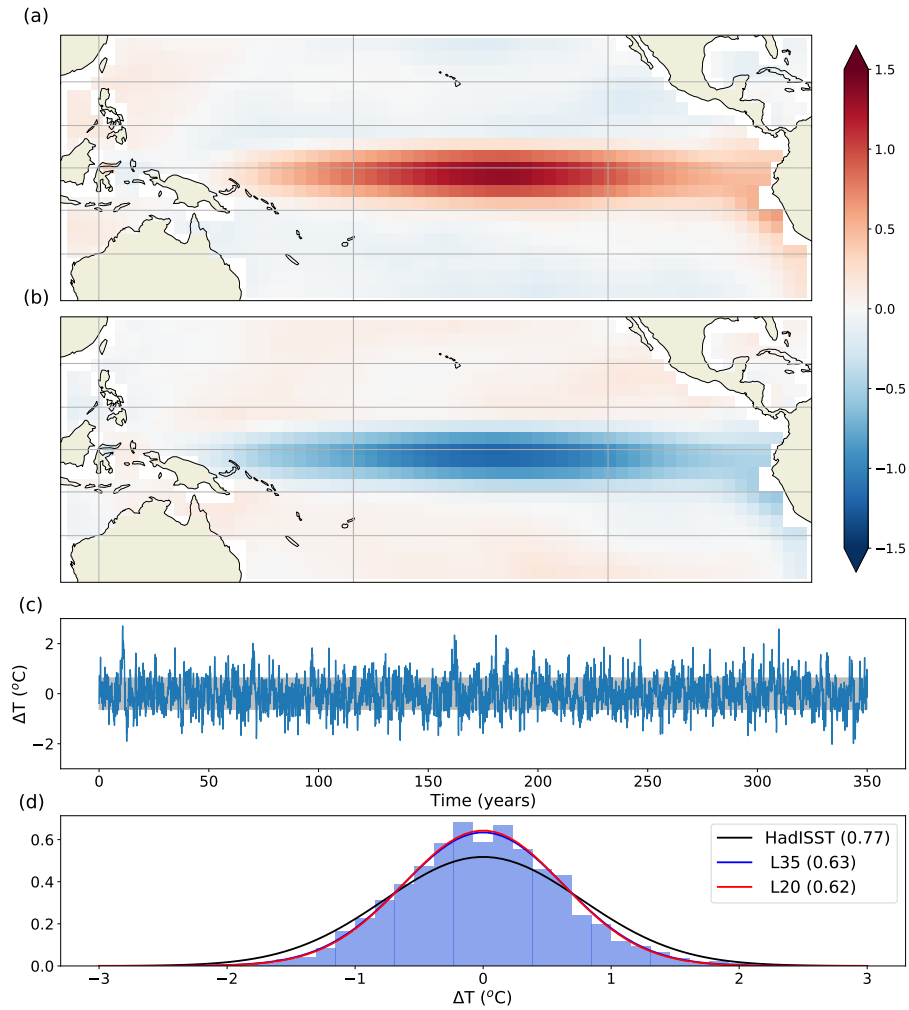 (a)
1.5
1.0
0.5
0.0
−0.5
−1.0
−1.5
(b)
(c)
2
0
−2
ΔT (°C)
0 50 100 150 200 250 300 350
Time (years)
(d)
0.6
0.4
0.2
0.0
HadISST (0.77)
L35 (0.63)
L20 (0.62)
−3 −2 −1 0 1 2 3
ΔT (°C)